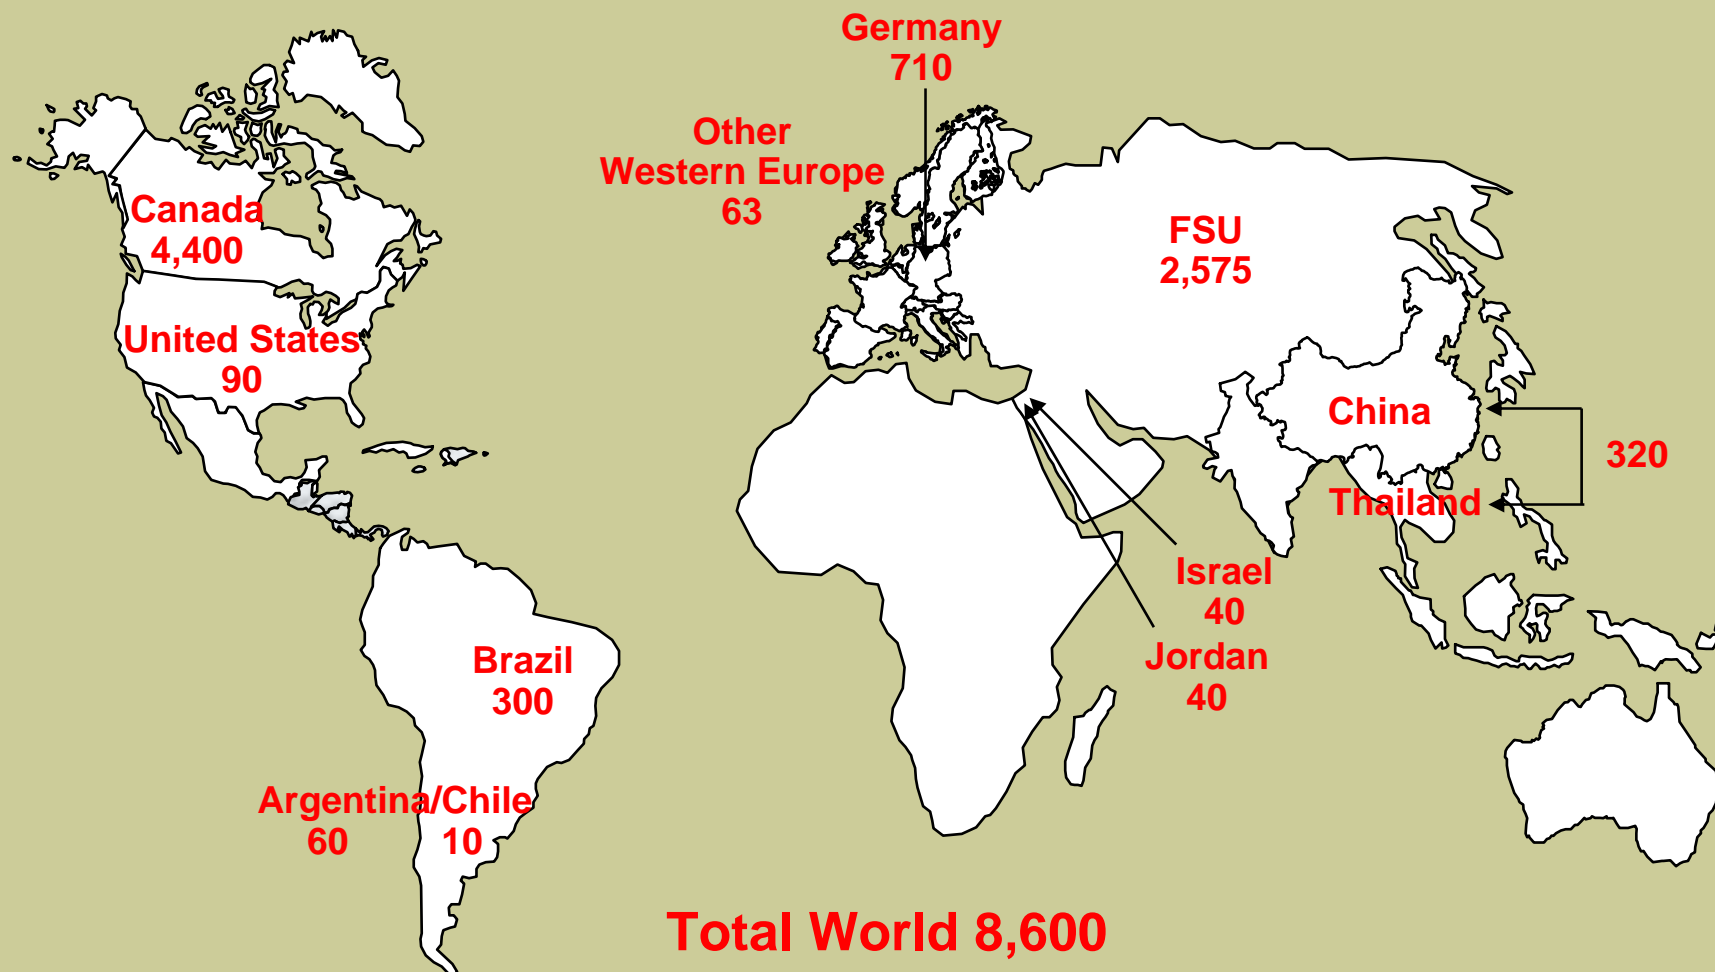 Germany
710
Other
Western Europe
63
Canada
4,400
FSU
2,575
United States
90
China
320
Thailand
Israel
40
Jordan
40
Brazil
300
Argentina/Chile
60 10
Total World 8,600